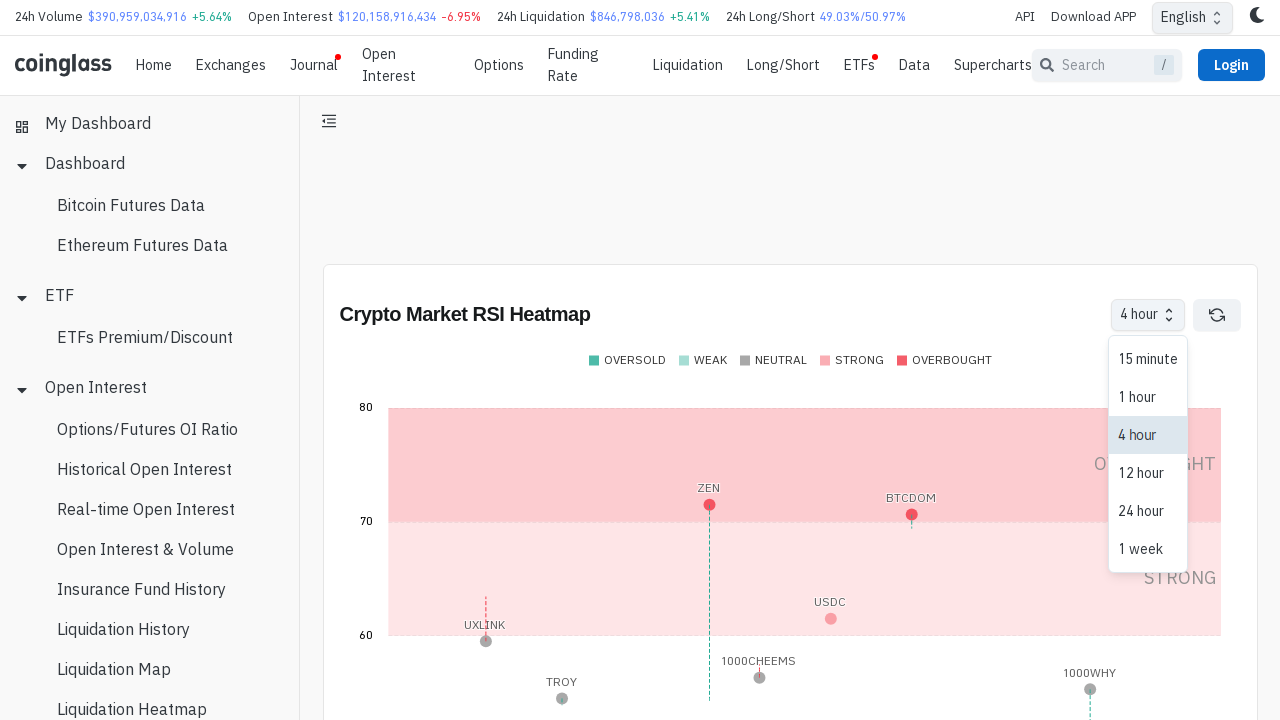 24h Volume $390,959,034,916 +5.64% Open Interest $120,158,916,434 -6.95% 24h Liquidation $846,798,036 +5.41% 24h Long/Short 49.03%/50.97% API Download APP English
coinglass Home Exchanges Journal Open Interest Options Funding Rate Liquidation Long/Short ETFs Data Supercharts Search / Login
My Dashboard
Dashboard
Bitcoin Futures Data
Ethereum Futures Data
ETF
ETFs Premium/Discount
Open Interest
Options/Futures OI Ratio
Historical Open Interest
Real-time Open Interest
Open Interest & Volume
Insurance Fund History
Liquidation History
Liquidation Map
Liquidation Heatmap
Crypto Market RSI Heatmap
4 hour
15 minute
1 hour
4 hour
12 hour
24 hour
1 week
OVERSOLD WEAK NEUTRAL STRONG OVERBOUGHT
80
ZEN
BTCDOM
70
STRONG
USDC
UXLINK
60
1000CHEEMS
1000WHY
TROY